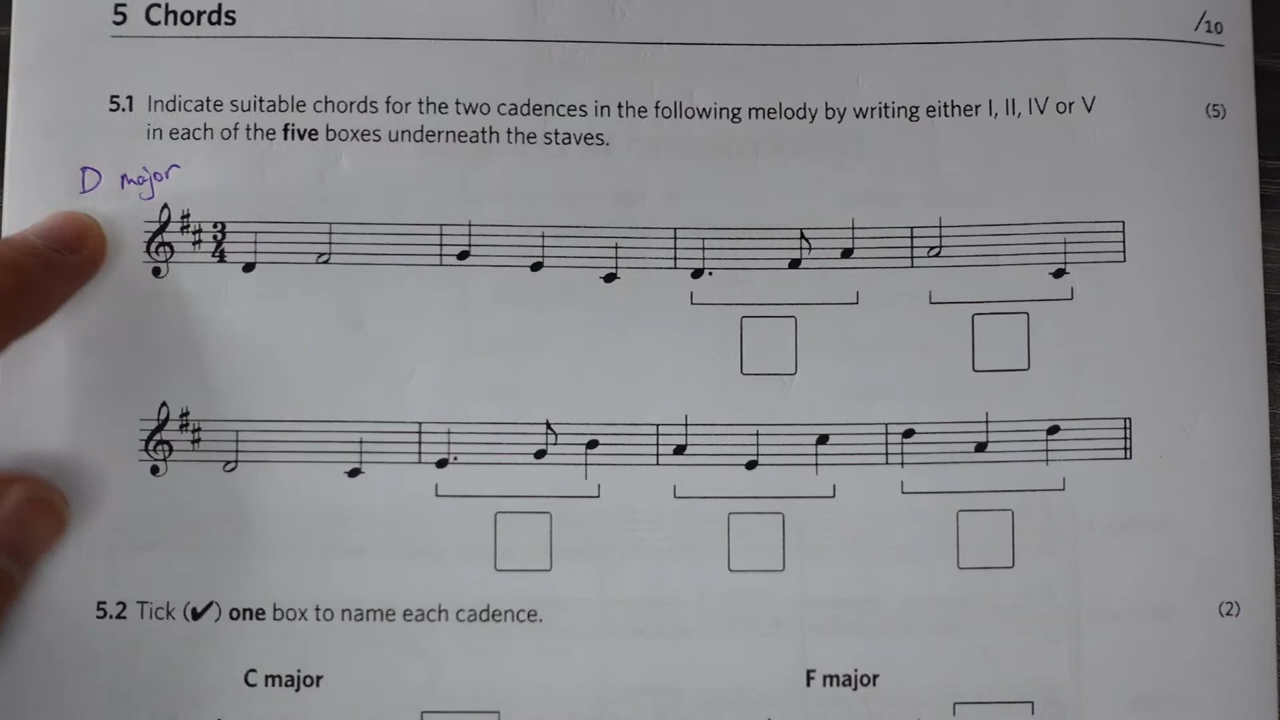 5 Chords
/10
5.1 Indicate suitable chords for the two cadences in the following melody by writing either I, II, IV or V (5)
in each of the five boxes underneath the staves.
D major
3
4
5.2 Tick (✔) one box to name each cadence. (2)
C major F major